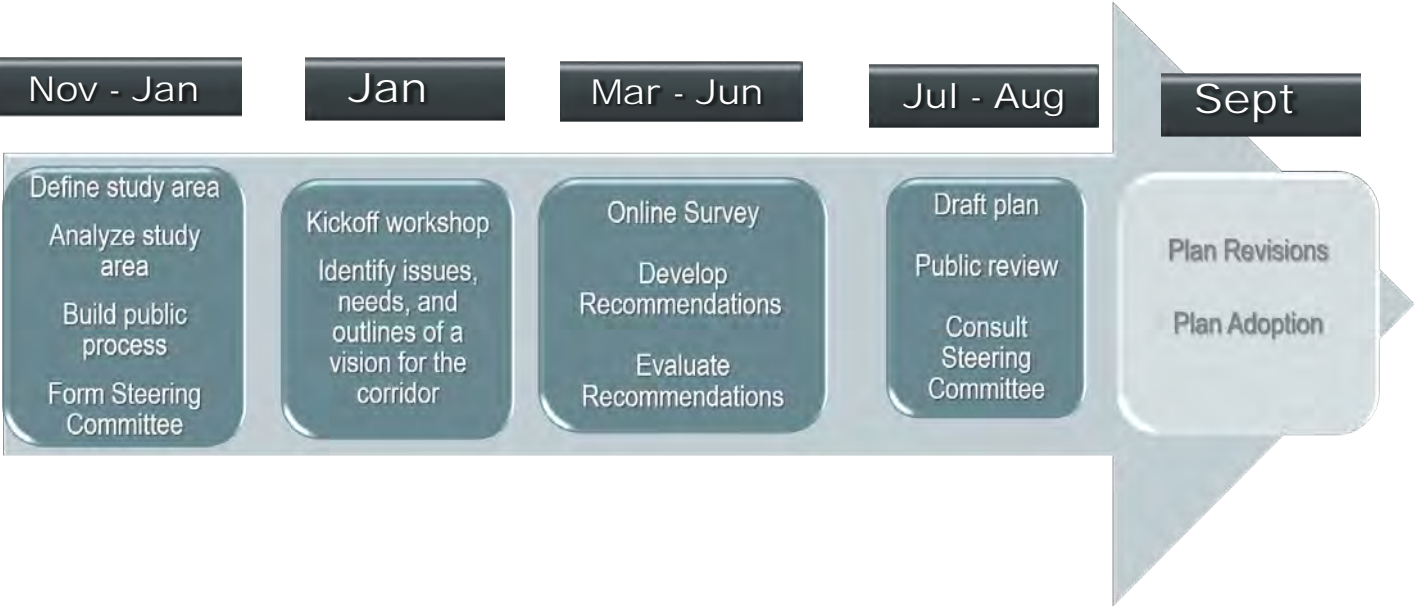 Nov - Jan
Define study area
Analyze study
area
Build public
process
Form Steering
Committee
Jan
Kickoff workshop
Identify issues,
needs, and
outlines of a
vision for the
corridor
Mar - Jun
Online Survey
Develop
Recommendations
Evaluate
Recommendations
Jul - Aug
Draft plan
Public review
Consult
Steering
Committee
Sept
Plan Revisions
Plan Adoption